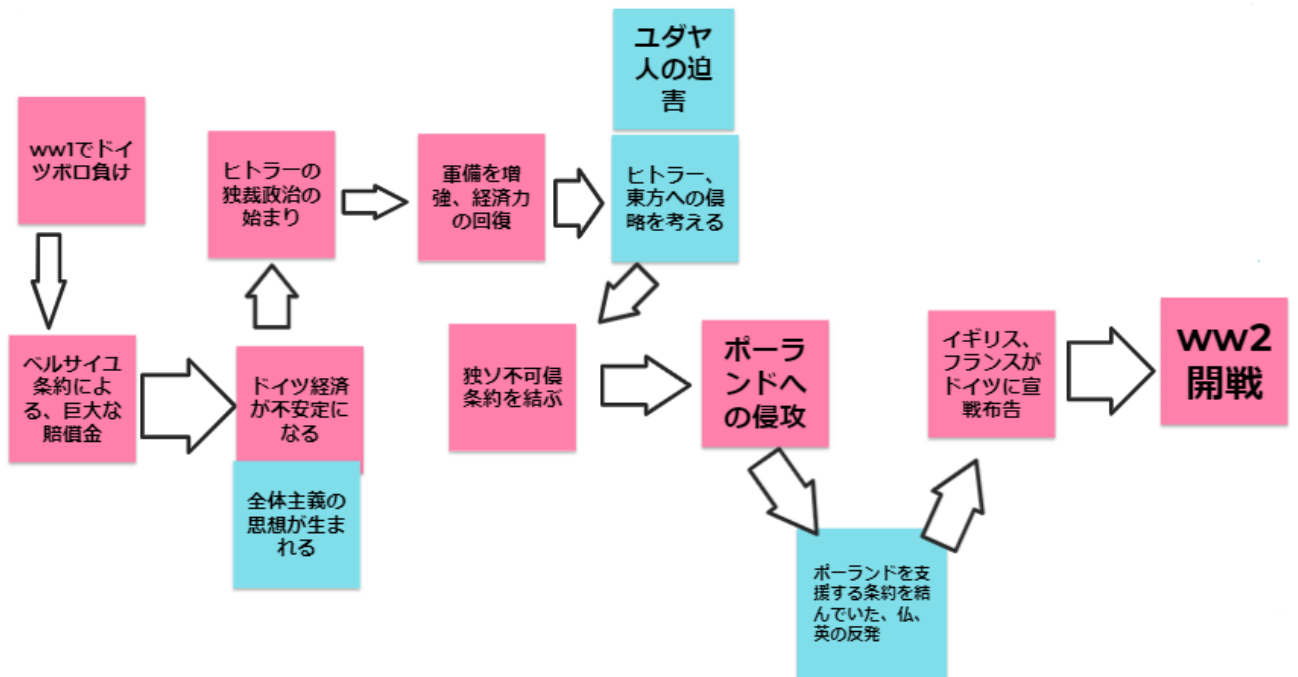 ww1でドイ
ツボロ負け
ベルサイユ
条約によ
る、巨大な
賠償金
ドイツ経済
が不安定に
なる
全体主義の
思想が生ま
れる
ヒトラーの
独裁政治の
始まり
軍備を増
強、経済力
の回復
ユダヤ
人の迫
害
ヒトラー、
東方への侵
略を考える
独ソ不可侵
条約を結ぶ
ポーラ
ンドへ
の侵攻
ポーランドを支
援する条約を結
んでいた、仏、
英の反発
イギリス、
フランスが
ドイツに宣
戦布告
ww2
開戦